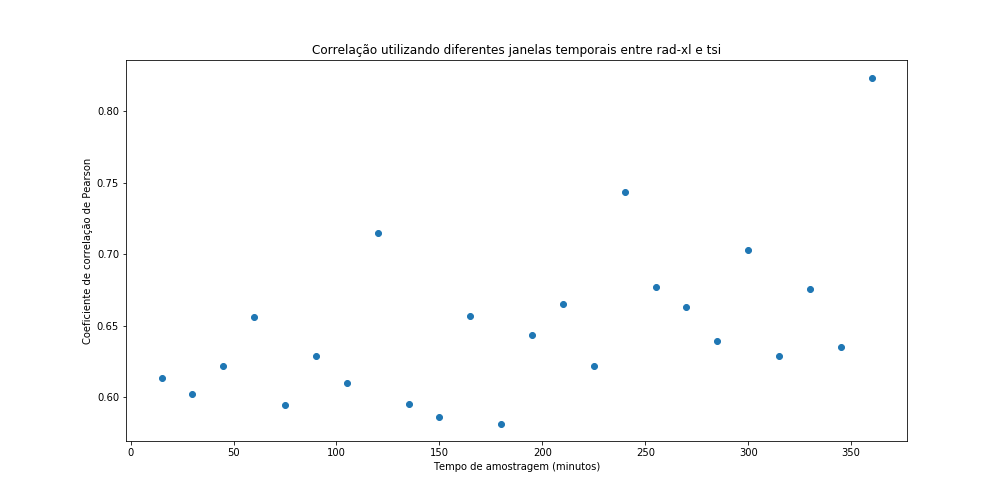 Correlação utilizando diferentes janelas temporais entre rad-xl e tsi
Coeficiente de correlação de Pearson
0.80
0.75
0.70
0.65
0.60
0 50 100 150 200 250 300 350
Tempo de amostragem (minutos)